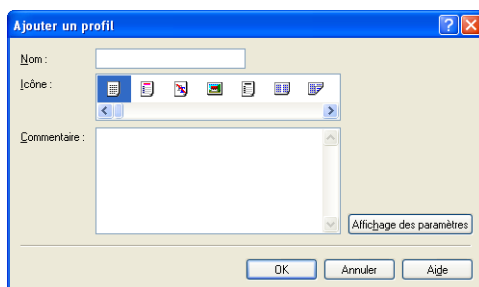 Ajouter un profil
Nom :
Icône :
Commentaire :
Affichage des paramètres
OK Annuler Aide